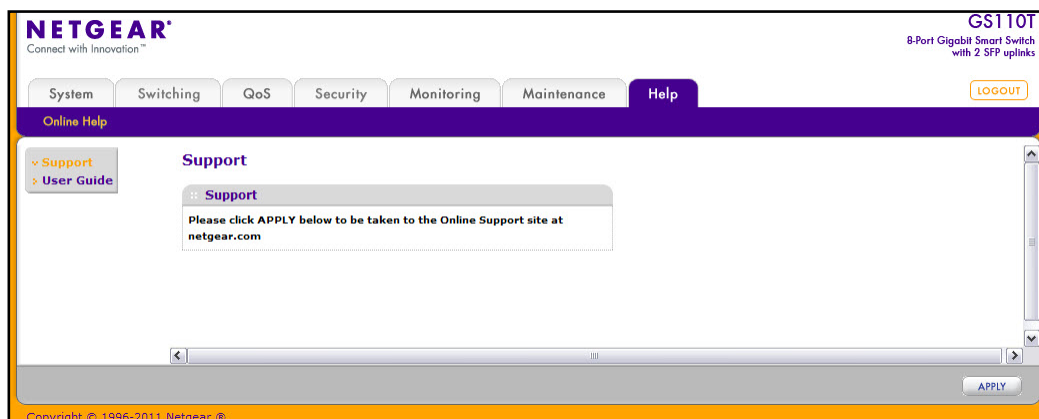 NETGEAR®
Connect with Innovation™
GS110T
8-Port Gigabit Smart Switch
with 2 SFP uplinks
System
Switching
QoS
Security
Monitoring
Maintenance
Help
LOGOUT
Online Help
Support
User Guide
Support
Support
Please click APPLY below to be taken to the Online Support site at
netgear.com
APPLY
Copyright © 1996-2011 Netgear ®